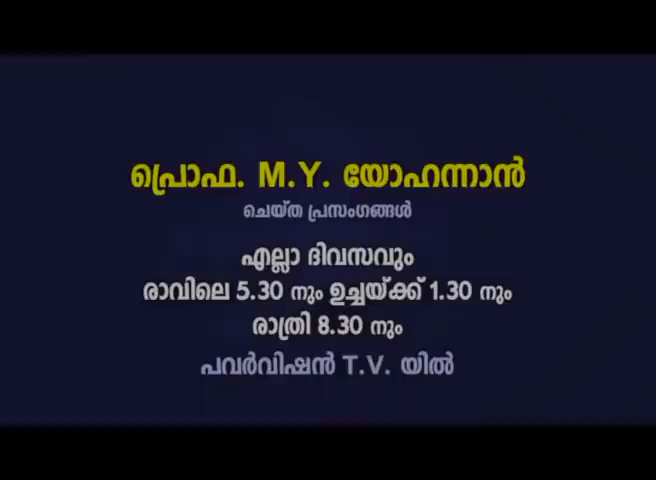 പ്രൊഫ. M.Y. യോഹന്നാൻ
ചെയ്ത പ്രസംഗങ്ങൾ
എല്ലാ ദിവസവും
രാവിലെ 5.30 നും ഉച്ചയ്ക്ക് 1.30 നും
രാത്രി 8.30 നും
പവർവിഷൻ T.V. യിൽ